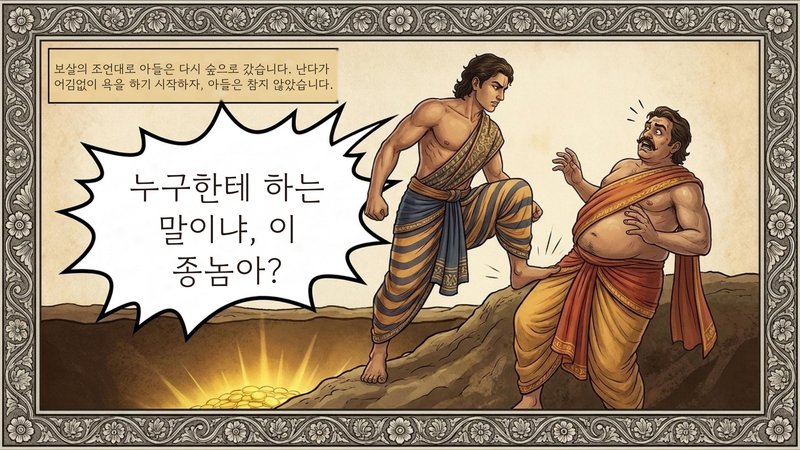 보살의 조언대로 아들은 다시 숲으로 갔습니다. 난다가
어김없이 욕을 하기 시작하자, 아들은 참지 않았습니다.
누구한테 하는
말이냐, 이
종놈아?